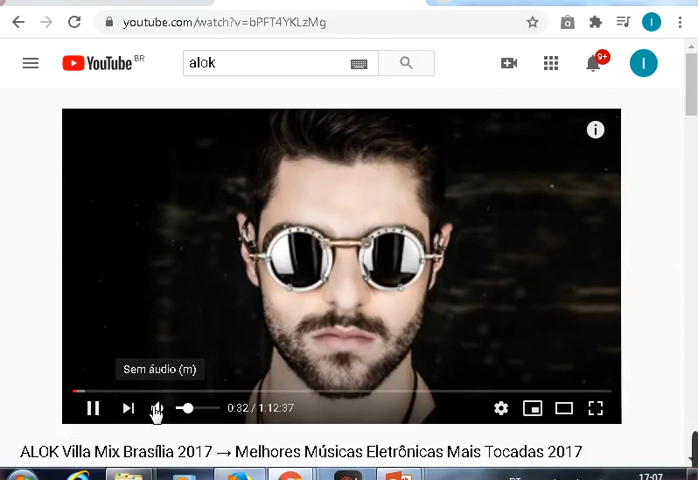 youtube.com/watch?v=bPFT4YKLzMg
YouTube BR
alok
9+
I
I
i
Sem áudio (m)
0:32 / 1:12:37
ALOK Villa Mix Brasília 2017 → Melhores Músicas Eletrônicas Mais Tocadas 2017
17:07